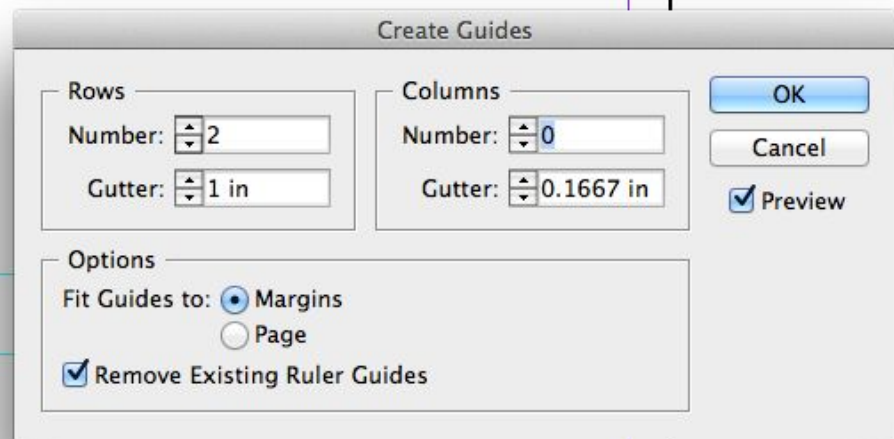 Create Guides
Rows
Number: 2
Gutter: 1 in
Columns
Number: 0
Gutter: 0.1667 in
OK
Cancel
Preview
Options
Fit Guides to: Margins
Page
Remove Existing Ruler Guides